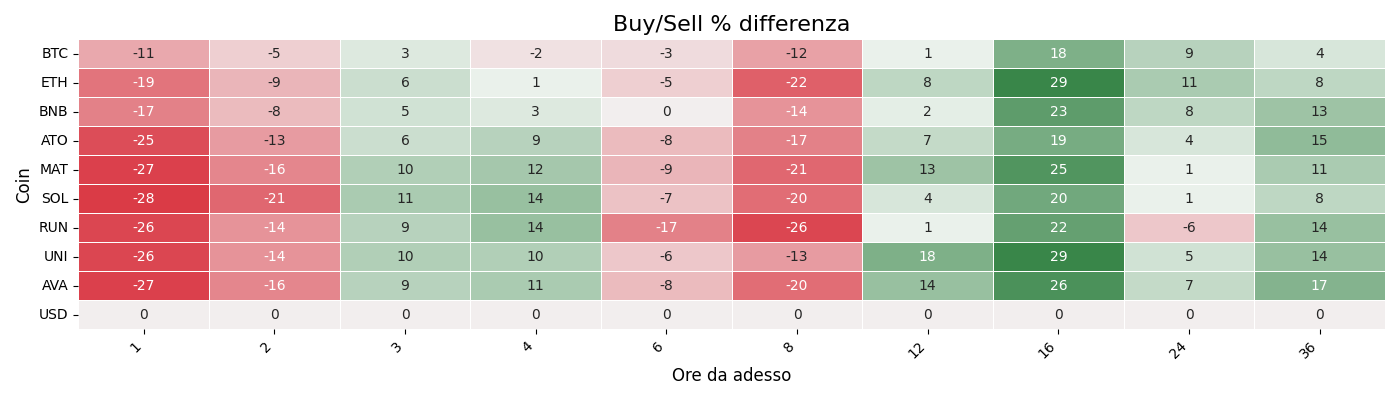 Buy/Sell % differenza
Coin
BTC -11 -5 3 -2 -3 -12 1 18 9 4
ETH -19 -9 6 1 -5 -22 8 29 11 8
BNB -17 -8 5 3 0 -14 2 23 8 13
ATO -25 -13 6 9 -8 -17 7 19 4 15
MAT -27 -16 10 12 -9 -21 13 25 1 11
SOL -28 -21 11 14 -7 -20 4 20 1 8
RUN -26 -14 9 14 -17 -26 1 22 -6 14
UNI -26 -14 10 10 -6 -13 18 29 5 14
AVA -27 -16 9 11 -8 -20 14 26 7 17
USD 0 0 0 0 0 0 0 0 0 0
1 2 3 4 6 8 12 16 24 36
Ore da adesso